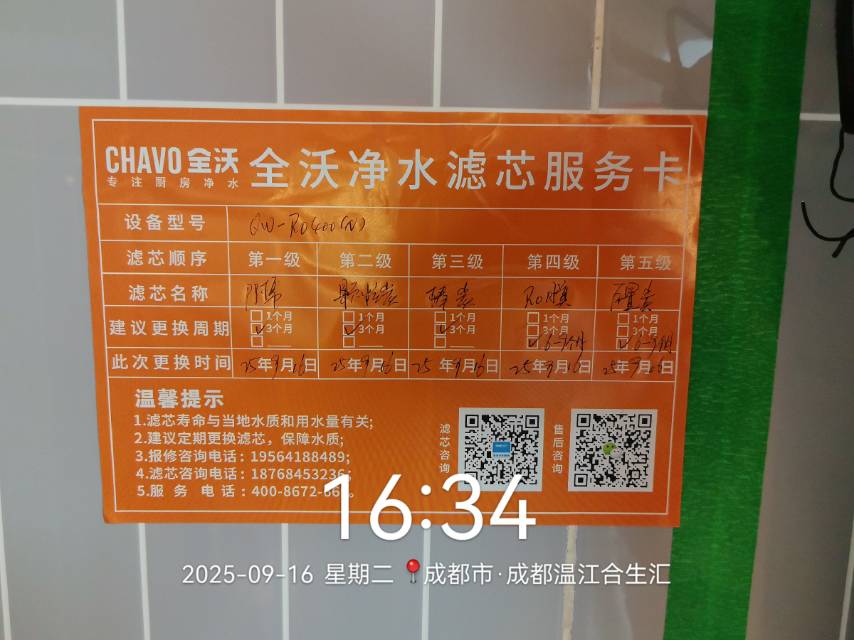 CHAVO 全沃
专注厨房净水
全沃净水滤芯服务卡
设备型号 QW-RO400(N)
滤芯顺序 第一级 第二级 第三级 第四级 第五级
滤芯名称 RO膜
1个月 1个月 1个月 1个月 1个月
建议更换周期 3个月 3个月 3个月 3个月 3个月
此次更换时间 25年9月16日 25年9月16日 25年9月16日 25年9月16日 25年9月16日
温馨提示
1.滤芯寿命与当地水质和用水量有关;
2.建议定期更换滤芯，保障水质;
3.报修咨询电话：19564188489;
4.滤芯咨询电话：18768453236;
5.服务电话：400-8672-
滤芯咨询
售后咨询
16:34
2025-09-16 星期二 成都市·成都温江合生汇